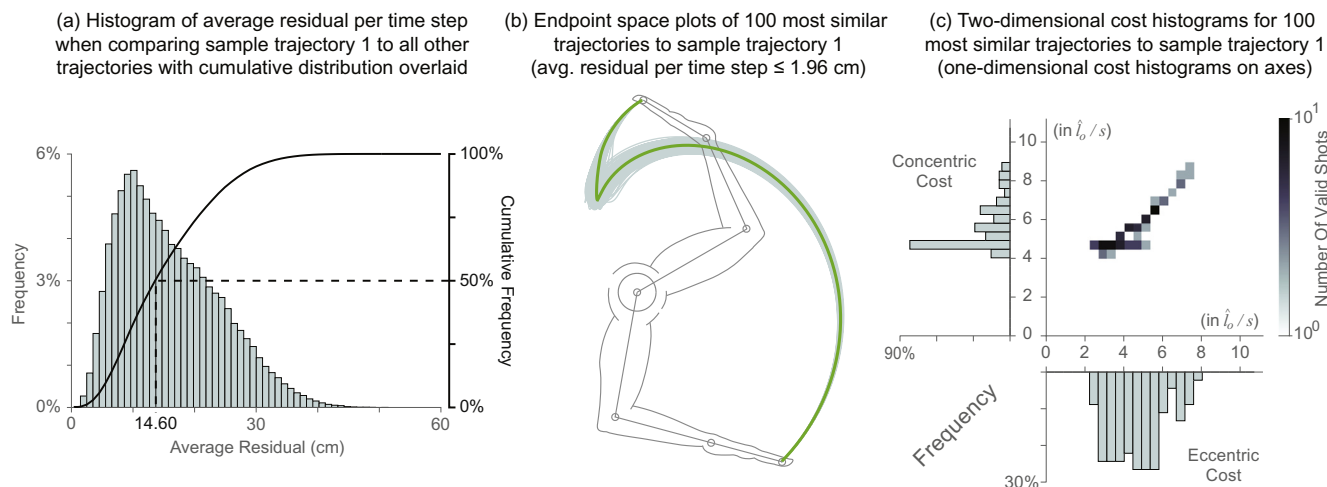 (a) Histogram of average residual per time step
when comparing sample trajectory 1 to all other
trajectories with cumulative distribution overlaid
6%
3%
0%
Frequency
100%
50%
0%
Cumulative Frequency
0
14.60
30
60
Average Residual (cm)
(b) Endpoint space plots of 100 most similar
trajectories to sample trajectory 1
(avg. residual per time step ≤ 1.96 cm)
(c) Two-dimensional cost histograms for 100
most similar trajectories to sample trajectory 1
(one-dimensional cost histograms on axes)
Concentric
Cost
90%
(in l̂ₒ/s)
10
8
6
4
2
0
(in l̂ₒ/s)
0
2
4
6
8
10
10¹
10⁰
Number Of Valid Shots
Frequency
30%
Eccentric
Cost